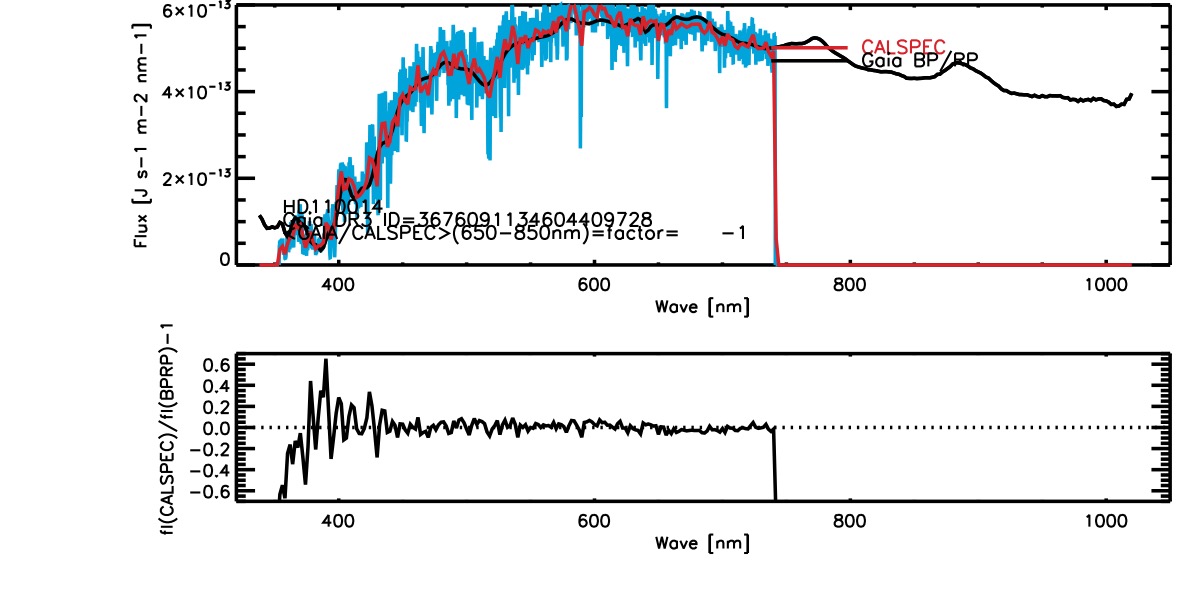 6×10−13
4×10−13
2×10−13
0
Flux [J s−1 m−2 nm−1]
CALSPEC
Gaia BP/RP
HD110014
Gaia DR3 ID=3676091134604409728
<GAIA/CALSPEC>(650−850nm)=factor= −1
400 600 800 1000
Wave [nm]
fl(CALSPEC)/fl(BPRP)−1
0.6
0.4
0.2
0.0
−0.2
−0.4
−0.6
400 600 800 1000
Wave [nm]